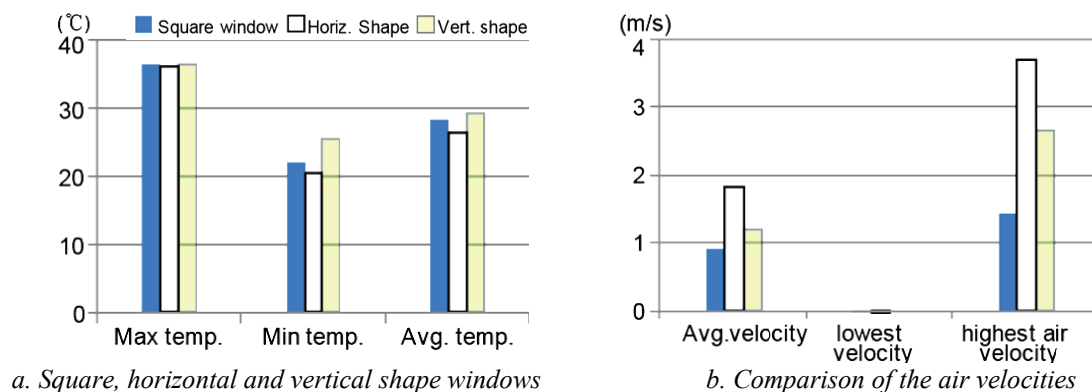 (℃)
Square window Horiz. Shape Vert. shape
40
30
20
10
0
Max temp. Min temp. Avg. temp.
a. Square, horizontal and vertical shape windows
(m/s)
4
3
2
1
0
Avg.velocity lowest velocity highest air velocity
b. Comparison of the air velocities